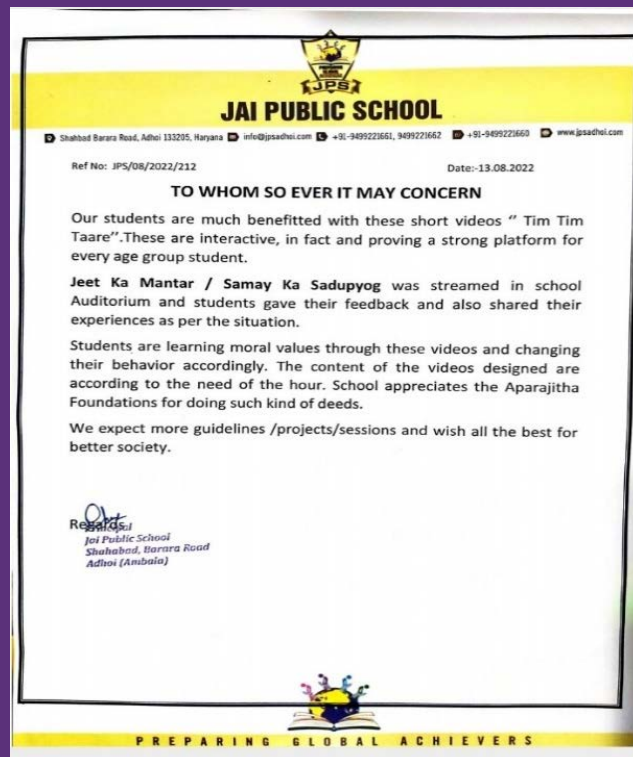 JPS
JAI PUBLIC SCHOOL
Shahbad Barara Road, Adhoi 133205, Haryana info@jpsadhoi.com +91-9499221661, 9499221662 +91-9499221660 www.jpsadhoi.com
Ref No: JPS/08/2022/212 Date:-13.08.2022
TO WHOM SO EVER IT MAY CONCERN
Our students are much benefitted with these short videos “ Tim Tim
Taare”.These are interactive, in fact and proving a strong platform for
every age group student.
Jeet Ka Mantar / Samay Ka Sadupyog was streamed in school
Auditorium and students gave their feedback and also shared their
experiences as per the situation.
Students are learning moral values through these videos and changing
their behavior accordingly. The content of the videos designed are
according to the need of the hour. School appreciates the Aparajitha
Foundations for doing such kind of deeds.
We expect more guidelines /projects/sessions and wish all the best for
better society.
Regards
Jai Public School
Shahabad, Barara Road
Adhoi (Ambala)
PREPARING GLOBAL ACHIEVERS